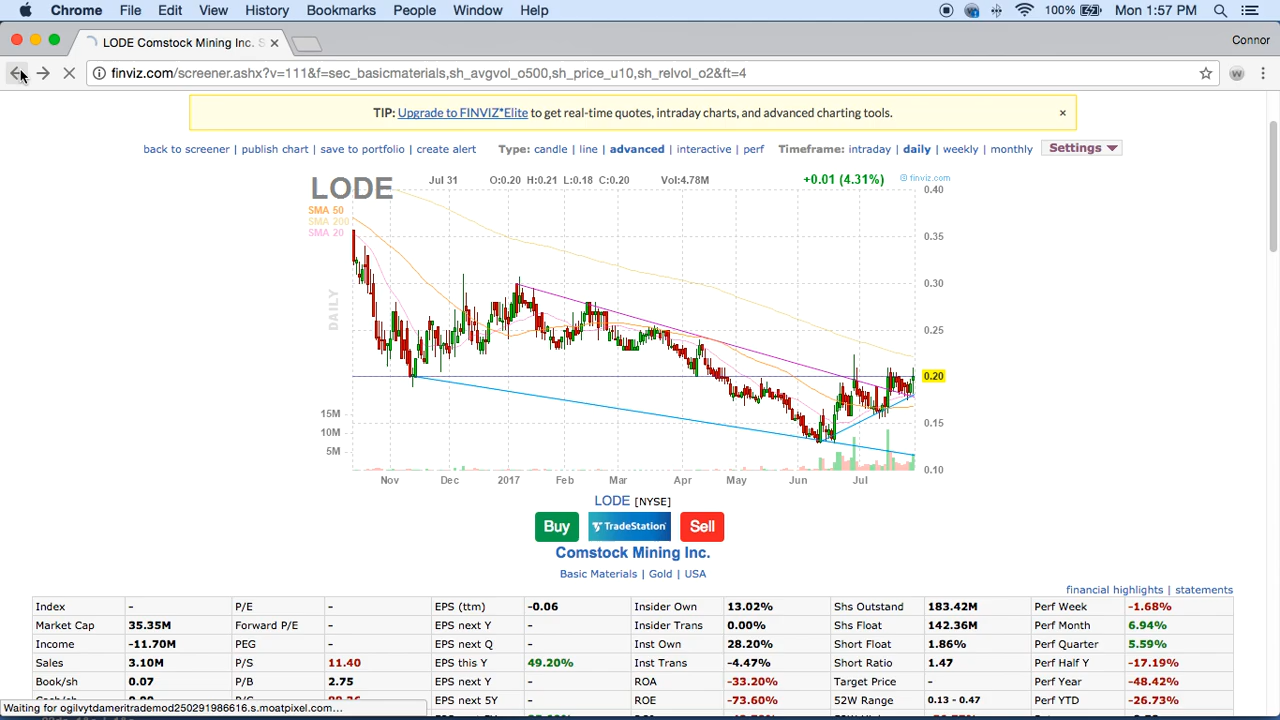 Chrome File Edit View History Bookmarks People Window Help 100% Mon 1:57 PM
LODE Comstock Mining Inc. S
Connor
finviz.com/screener.ashx?v=111&f=sec_basicmaterials,sh_avgvol_o500,sh_price_u10,sh_relvol_o2&ft=4
TIP: Upgrade to FINVIZ*Elite to get real-time quotes, intraday charts, and advanced charting tools. ×
back to screener | publish chart | save to portfolio | create alert Type: candle | line | advanced | interactive | perf Timeframe: intraday | daily | weekly | monthly Settings
LODE Jul 31 O:0.20 H:0.21 L:0.18 C:0.20 Vol:4.78M +0.01 (4.31%) © finviz.com
0.40
SMA 50
SMA 200
SMA 20
0.35
0.30
DAILY
0.25
0.20
15M 0.15
10M
5M
0.10
Nov Dec 2017 Feb Mar Apr May Jun Jul
LODE [NYSE]
Buy TradeStation Sell
Comstock Mining Inc.
Basic Materials | Gold | USA
financial highlights | statements
Index - P/E - EPS (ttm) -0.06 Insider Own 13.02% Shs Outstand 183.42M Perf Week -1.68%
Market Cap 35.35M Forward P/E - EPS next Y - Insider Trans 0.00% Shs Float 142.36M Perf Month 6.94%
Income -11.70M PEG - EPS next Q - Inst Own 28.20% Short Float 1.86% Perf Quarter 5.59%
Sales 3.10M P/S 11.40 EPS this Y 49.20% Inst Trans -4.47% Short Ratio 1.47 Perf Half Y -17.19%
Book/sh 0.07 P/B 2.75 EPS next Y - ROA -33.20% Target Price - Perf Year -48.42%
EPS next 5Y - ROE -73.60% 52W Range 0.13 - 0.47 Perf YTD -26.73%
Waiting for ogilvytdameritrademod250291986616.s.moatpixel.com...